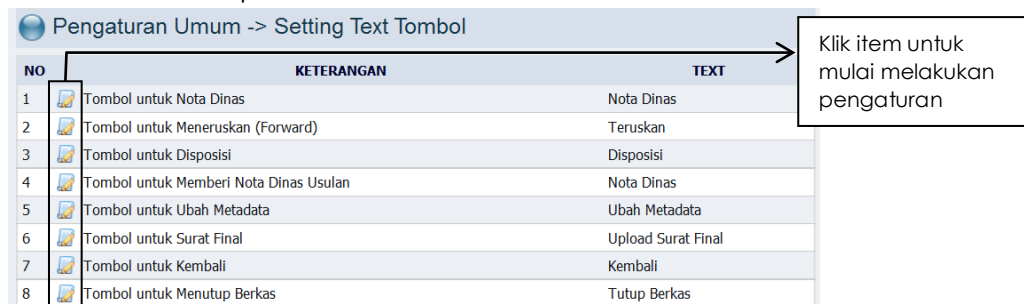 Pengaturan Umum -> Setting Text Tombol
Klik item untuk
mulai melakukan
pengaturan
NO KETERANGAN TEXT
1 Tombol untuk Nota Dinas Nota Dinas
2 Tombol untuk Meneruskan (Forward) Teruskan
3 Tombol untuk Disposisi Disposisi
4 Tombol untuk Memberi Nota Dinas Usulan Nota Dinas
5 Tombol untuk Ubah Metadata Ubah Metadata
6 Tombol untuk Surat Final Upload Surat Final
7 Tombol untuk Kembali Kembali
8 Tombol untuk Menutup Berkas Tutup Berkas